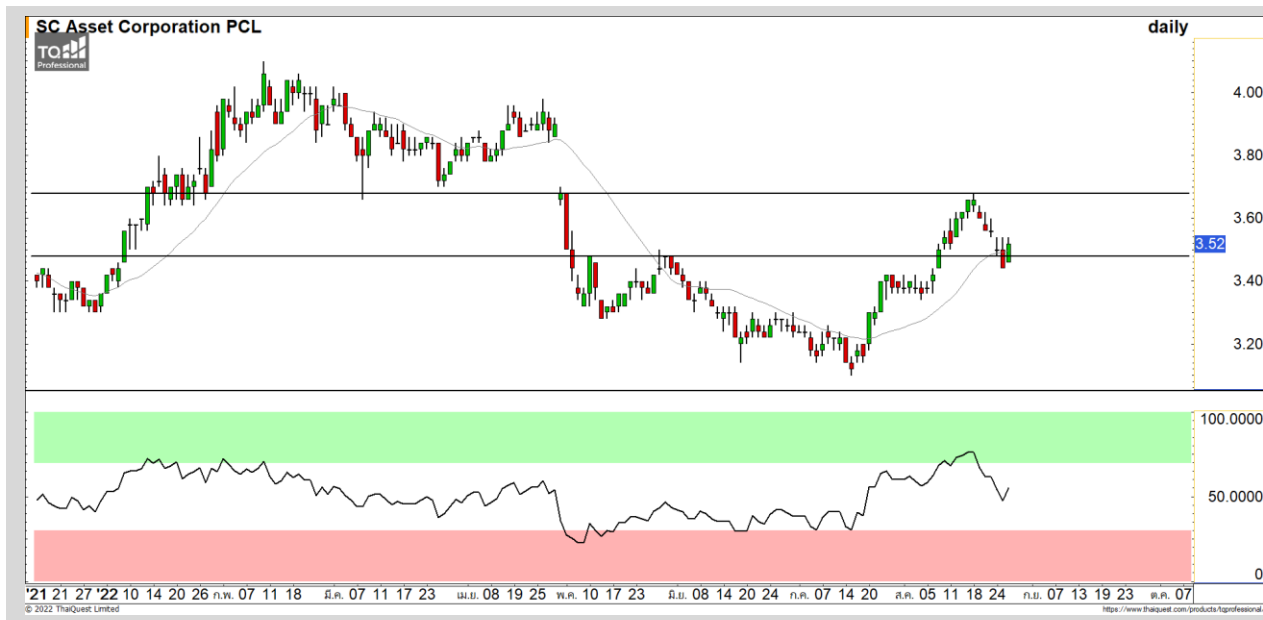 SC Asset Corporation PCL daily
TQ
Professional
4.00
3.80
3.60
3.52
3.40
3.20
100.0000
50.0000
0
'21 21 27 '22 10 14 20 26 ก.พ. 07 11 18 มี.ค. 07 11 17 23 เม.ย. 08 13 19 25 พ.ค. 10 17 23 มิ.ย. 08 14 20 24 ก.ค. 07 14 20 ส.ค. 05 11 18 24 ก.ย. 07 13 19 23 ต.ค. 07
© 2022 ThaiQuest Limited https://www.thaiquest.com/products/tqprofessional